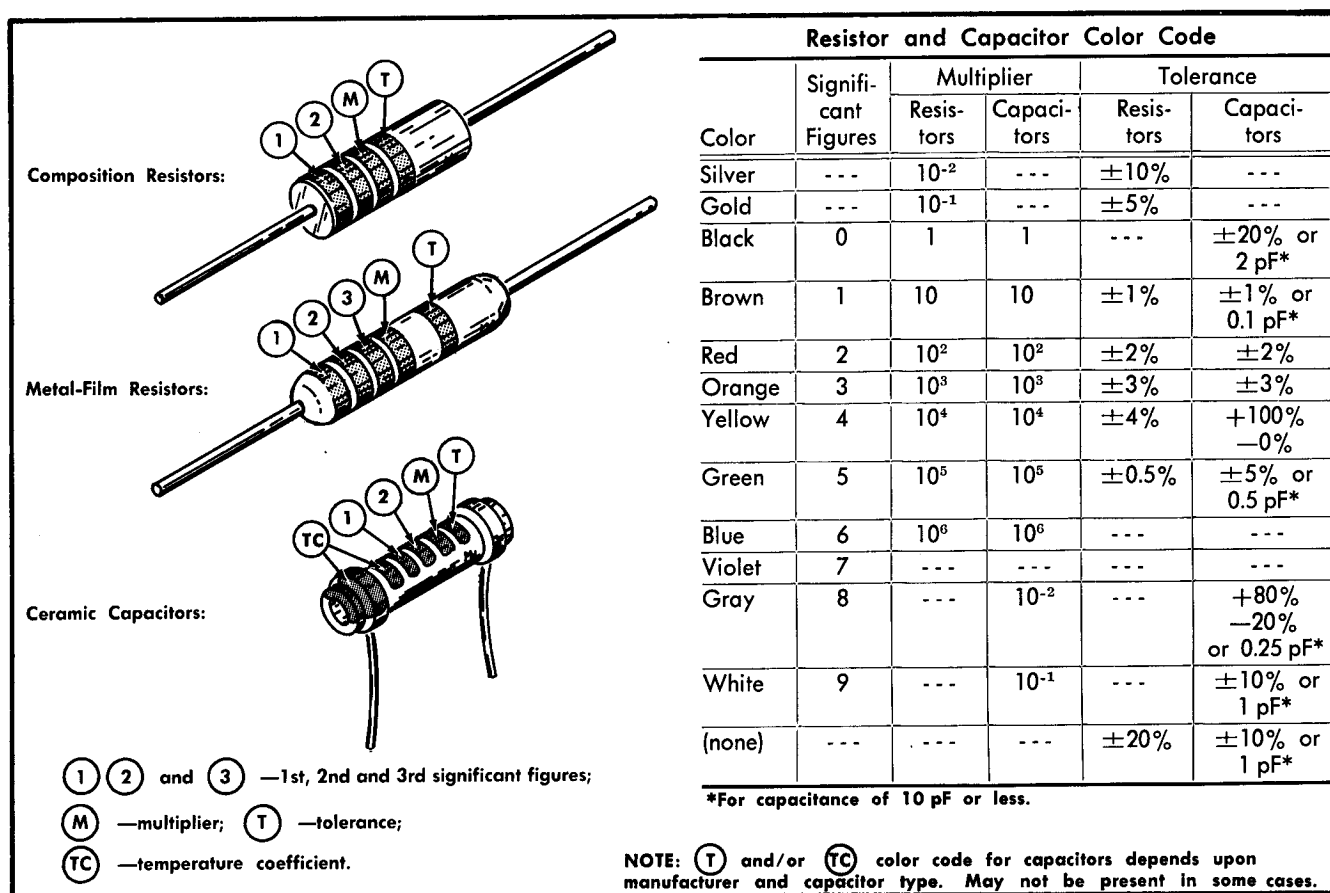 Composition Resistors:
1 2 M T
Metal-Film Resistors:
1 2 3 M T
Ceramic Capacitors:
TC 1 2 M T
1 2 and 3 —1st, 2nd and 3rd significant figures;
M —multiplier; T —tolerance;
TC —temperature coefficient.
Resistor and Capacitor Color Code
Color
Signifi-
cant
Figures
Multiplier
Resis-
tors
Capaci-
tors
Tolerance
Resis-
tors
Capaci-
tors
Silver --- 10⁻² --- ±10% ---
Gold --- 10⁻¹ --- ±5% ---
Black 0 1 1 --- ±20% or
2 pF*
Brown 1 10 10 ±1% ±1% or
0.1 pF*
Red 2 10² 10² ±2% ±2%
Orange 3 10³ 10³ ±3% ±3%
Yellow 4 10⁴ 10⁴ ±4% +100%
—0%
Green 5 10⁵ 10⁵ ±0.5% ±5% or
0.5 pF*
Blue 6 10⁶ 10⁶ --- ---
Violet 7 --- --- --- ---
Gray 8 --- 10⁻² --- +80%
—20%
or 0.25 pF*
White 9 --- 10⁻¹ --- ±10% or
1 pF*
(none) --- --- --- ±20% ±10% or
1 pF*
*For capacitance of 10 pF or less.
NOTE: T and/or TC color code for capacitors depends upon
manufacturer and capacitor type. May not be present in some cases.